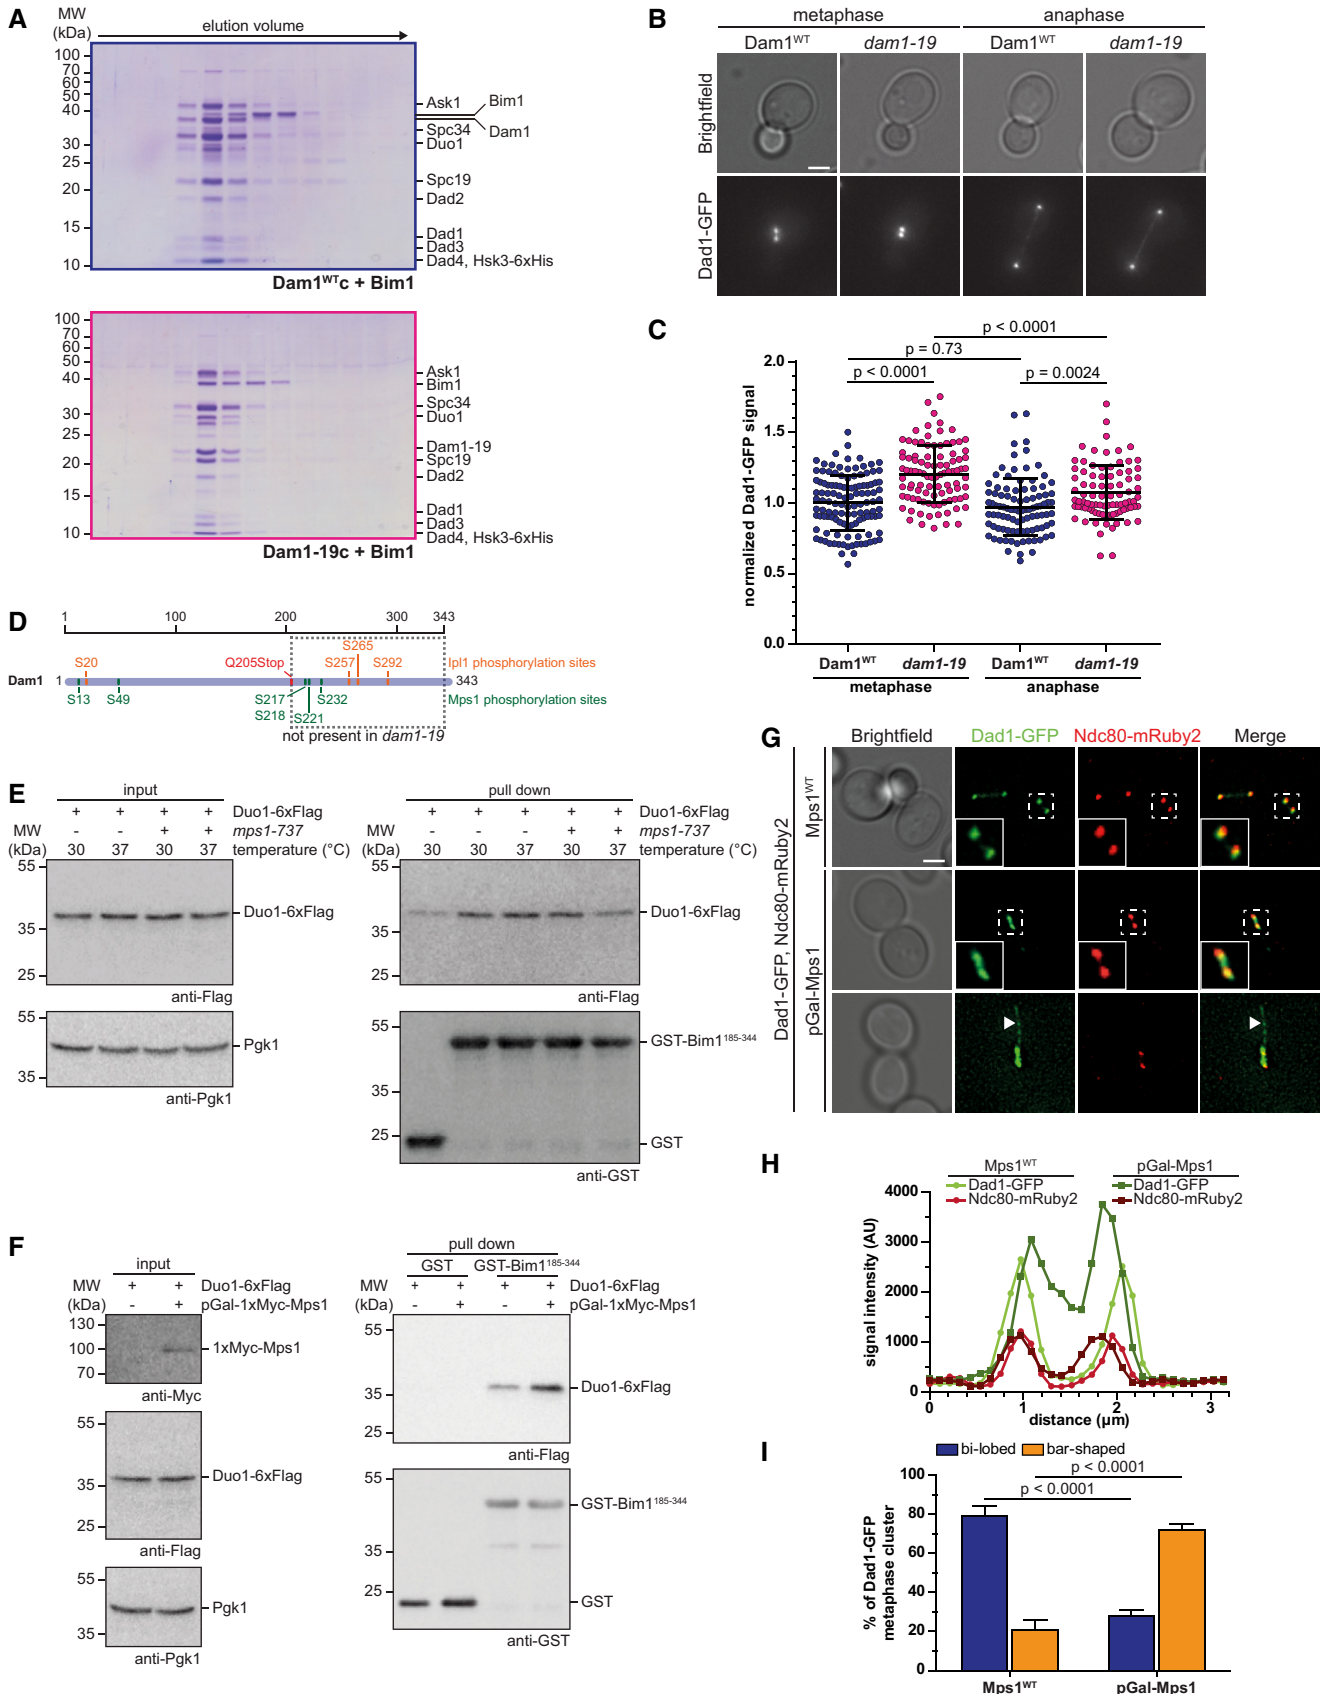 A
MW
(kDa)
elution volume
100
70
60
50
40
30
25
20
15
10
Ask1
Bim1
Dam1
Spc34
Duo1
Spc19
Dad2
Dad1
Dad3
Dad4, Hsk3-6xHis
Dam1WTc + Bim1
100
70
60
50
40
30
25
20
15
10
Ask1
Bim1
Spc34
Duo1
Dam1-19
Spc19
Dad2
Dad1
Dad3
Dad4, Hsk3-6xHis
Dam1-19c + Bim1
B
metaphase anaphase
Dam1WT dam1-19 Dam1WT dam1-19
Brightfield
Dad1-GFP
C
p < 0.0001
p = 0.73
p < 0.0001
p = 0.0024
normalized Dad1-GFP signal
2.0
1.5
1.0
0.5
0.0
Dam1WT dam1-19 Dam1WT dam1-19
metaphase anaphase
D
1 100 200 300 343
S265
S20 Q205Stop S257 S292 Ipl1 phosphorylation sites
Dam1 1 343
S13 S49 S217 S232 Mps1 phosphorylation sites
S218 S221
not present in dam1-19
E
input
+ + + + Duo1-6xFlag
MW - - + + mps1-737
(kDa) 30 37 30 37 temperature (°C)
55
35
25
Duo1-6xFlag
anti-Flag
55
35
Pgk1
anti-Pgk1
pull down
+ + + + + Duo1-6xFlag
MW - - - + + mps1-737
(kDa) 30 30 37 30 37 temperature (°C)
55
35
25
Duo1-6xFlag
anti-Flag
55
35
25
GST-Bim1185-344
GST
anti-GST
F
input
MW + + Duo1-6xFlag
(kDa) - + pGal-1xMyc-Mps1
130
100
70
1xMyc-Mps1
anti-Myc
55
35
25
Duo1-6xFlag
anti-Flag
35
Pgk1
anti-Pgk1
pull down
GST GST-Bim1185-344
MW + + + + Duo1-6xFlag
(kDa) - + - + pGal-1xMyc-Mps1
55
35
25
Duo1-6xFlag
anti-Flag
55
35
25
GST-Bim1185-344
GST
anti-GST
G
Brightfield Dad1-GFP Ndc80-mRuby2 Merge
Dad1-GFP, Ndc80-mRuby2
Mps1WT
pGal-Mps1
H
Mps1WT pGal-Mps1
Dad1-GFP Dad1-GFP
Ndc80-mRuby2 Ndc80-mRuby2
signal intensity (AU)
4000
3000
2000
1000
0
0 1 2 3
distance (µm)
I
bi-lobed bar-shaped
p < 0.0001
p < 0.0001
% of Dad1-GFP
metaphase cluster
100
80
60
40
20
0
Mps1WT pGal-Mps1